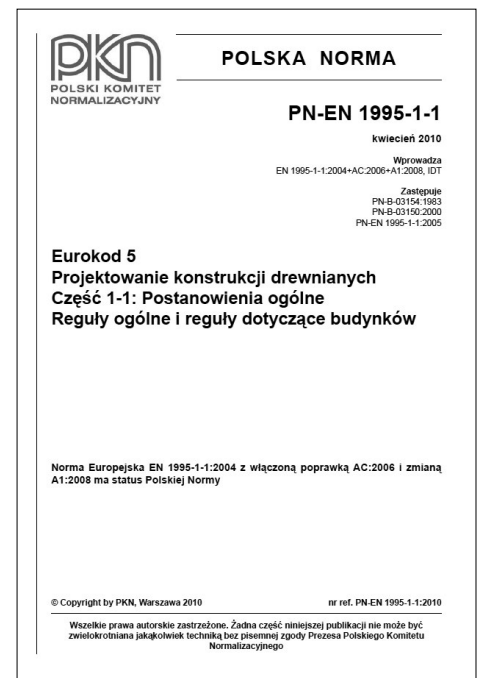 pkn
POLSKI KOMITET
NORMALIZACYJNY
POLSKA NORMA
PN-EN 1995-1-1
kwiecień 2010
Wprowadza
EN 1995-1-1:2004+AC:2006+A1:2008, IDT
Zastępuje
PN-B-03154:1983
PN-B-03150:2000
PN-EN 1995-1-1:2005
Eurokod 5
Projektowanie konstrukcji drewnianych
Część 1-1: Postanowienia ogólne
Reguły ogólne i reguły dotyczące budynków
Norma Europejska EN 1995-1-1:2004 z włączoną poprawką AC:2006 i zmianą
A1:2008 ma status Polskiej Normy
© Copyright by PKN, Warszawa 2010 nr ref. PN-EN 1995-1-1:2010
Wszelkie prawa autorskie zastrzeżone. Żadna część niniejszej publikacji nie może być
zwielokrotniana jakąkolwiek techniką bez pisemnej zgody Prezesa Polskiego Komitetu
Normalizacyjnego